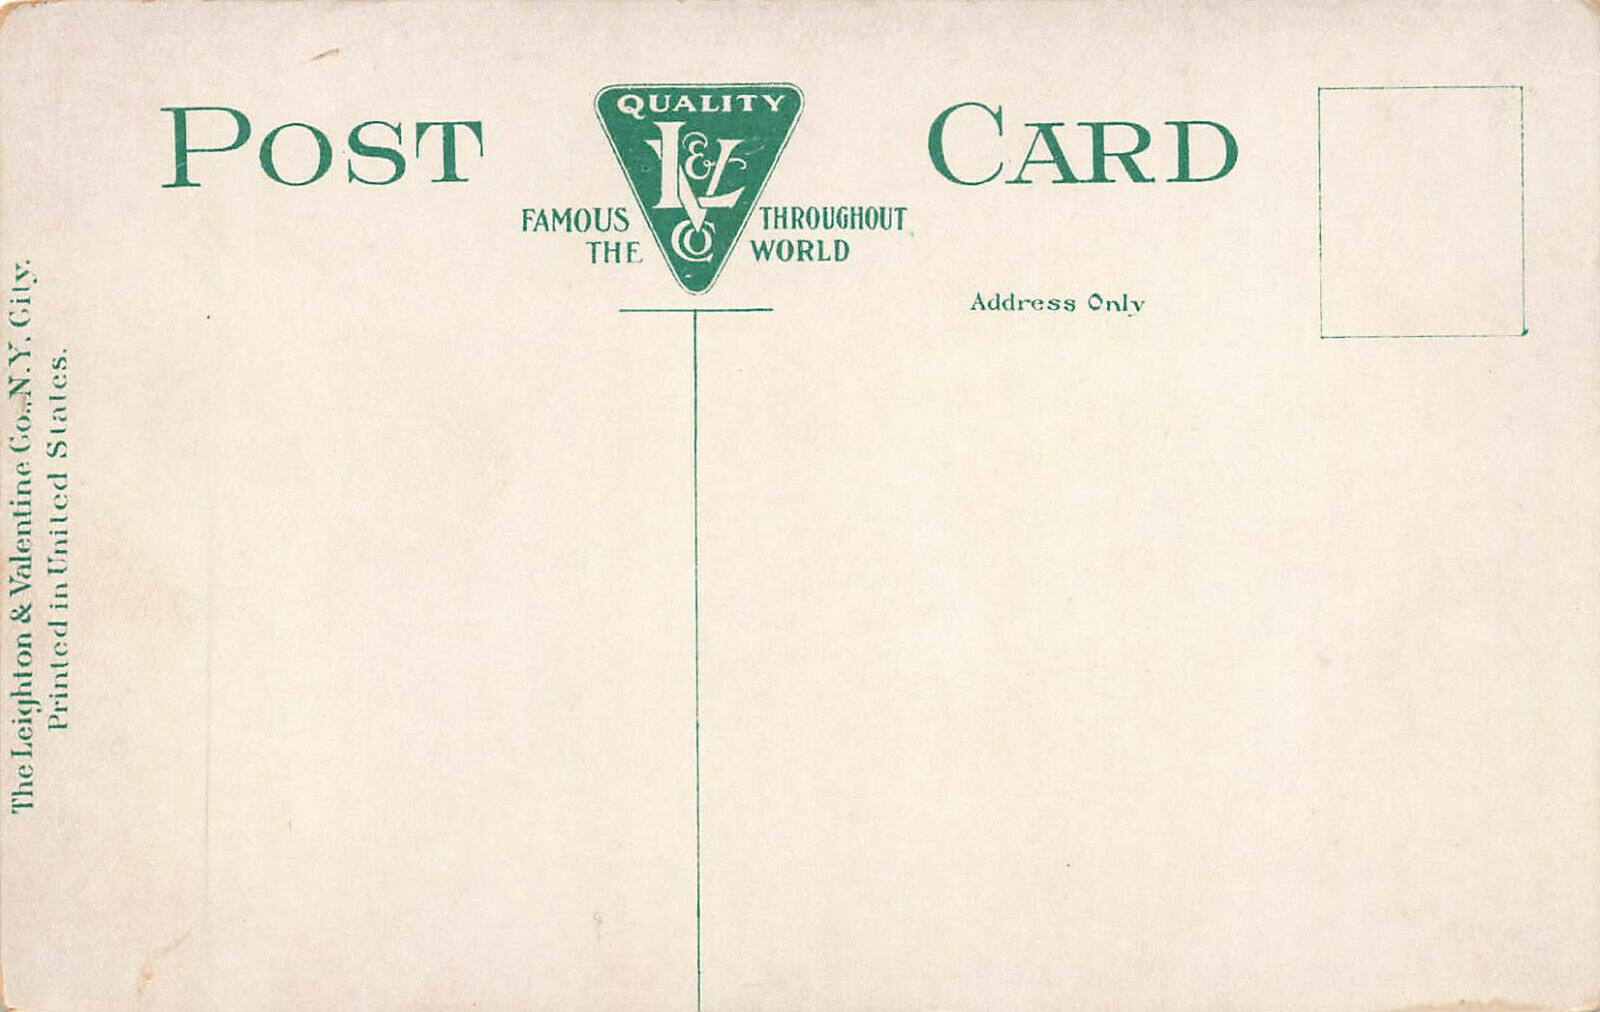 POST CARD
QUALITY
L&V
CO
FAMOUS THROUGHOUT
THE WORLD
Address Only
The Leighton & Valentine Co., N.Y. City.
Printed in United States.